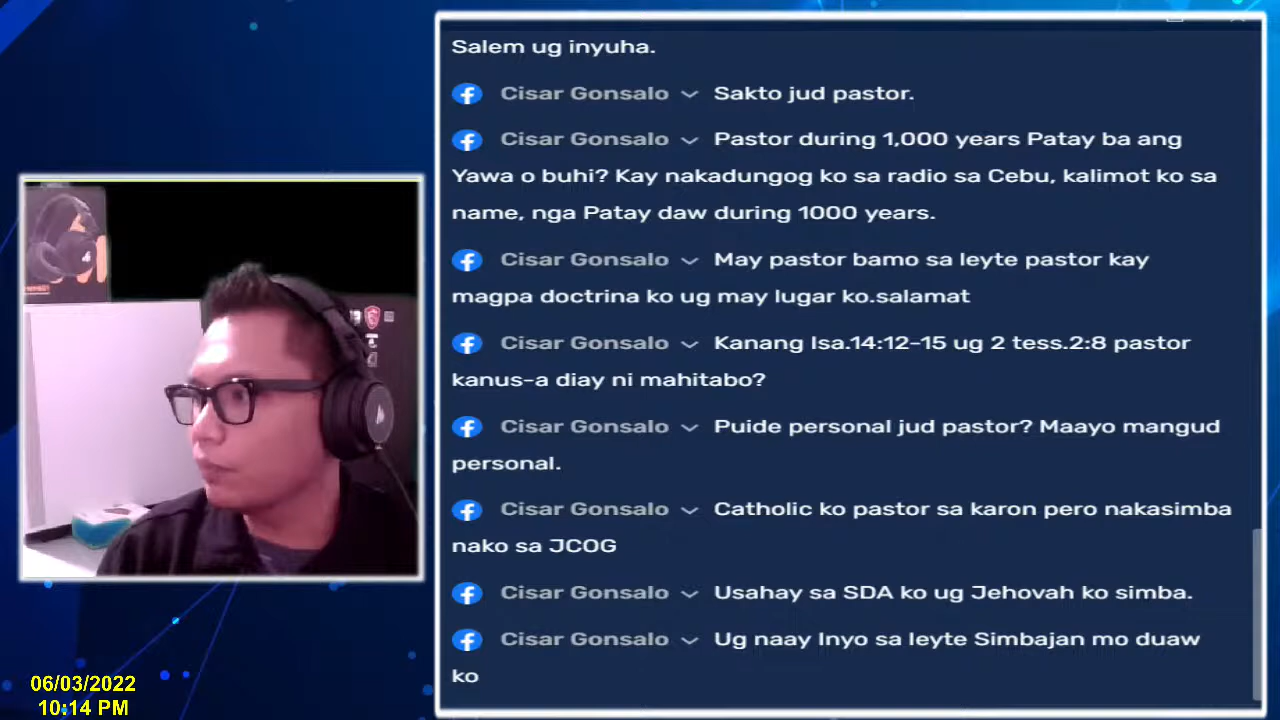 Salem ug inyuha.
Cisar Gonsalo Sakto jud pastor.
Cisar Gonsalo Pastor during 1,000 years Patay ba ang
Yawa o buhi? Kay nakadungog ko sa radio sa Cebu, kalimot ko sa
name, nga Patay daw during 1000 years.
Cisar Gonsalo May pastor bamo sa leyte pastor kay
magpa doctrina ko ug may lugar ko.salamat
Cisar Gonsalo Kanang Isa.14:12-15 ug 2 tess.2:8 pastor
kanus-a diay ni mahitabo?
Cisar Gonsalo Puide personal jud pastor? Maayo mangud
personal.
Cisar Gonsalo Catholic ko pastor sa karon pero nakasimba
nako sa JCOG
Cisar Gonsalo Usahay sa SDA ko ug Jehovah ko simba.
Cisar Gonsalo Ug naay Inyo sa leyte Simbajan mo duaw
ko
06/03/2022
10:14 PM